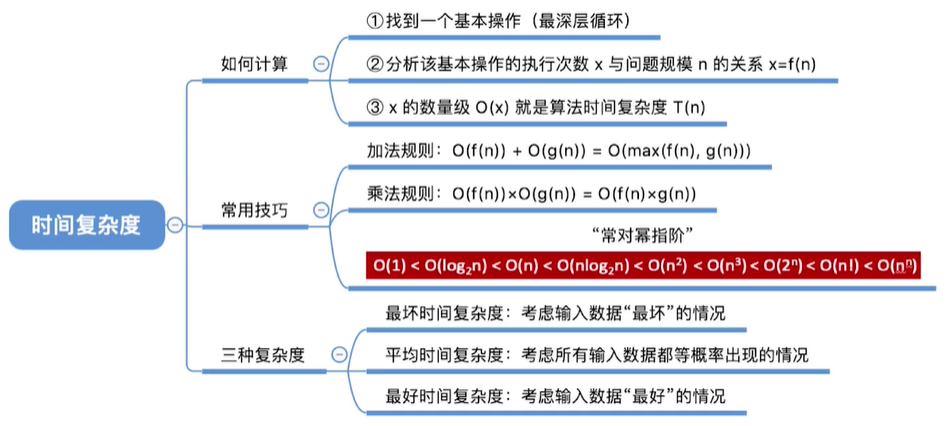 时间复杂度
如何计算
①找到一个基本操作（最深层循环）
②分析该基本操作的执行次数 x 与问题规模 n 的关系 x=f(n)
③ x 的数量级 O(x) 就是算法时间复杂度 T(n)
常用技巧
加法规则：O(f(n)) + O(g(n)) = O(max(f(n), g(n)))
乘法规则：O(f(n))×O(g(n)) = O(f(n)×g(n))
“常对幂指阶”
O(1) < O(log₂n) < O(n) < O(nlog₂n) < O(n²) < O(n³) < O(2ⁿ) < O(n!) < O(nⁿ)
三种复杂度
最坏时间复杂度：考虑输入数据“最坏”的情况
平均时间复杂度：考虑所有输入数据都等概率出现的情况
最好时间复杂度：考虑输入数据“最好”的情况